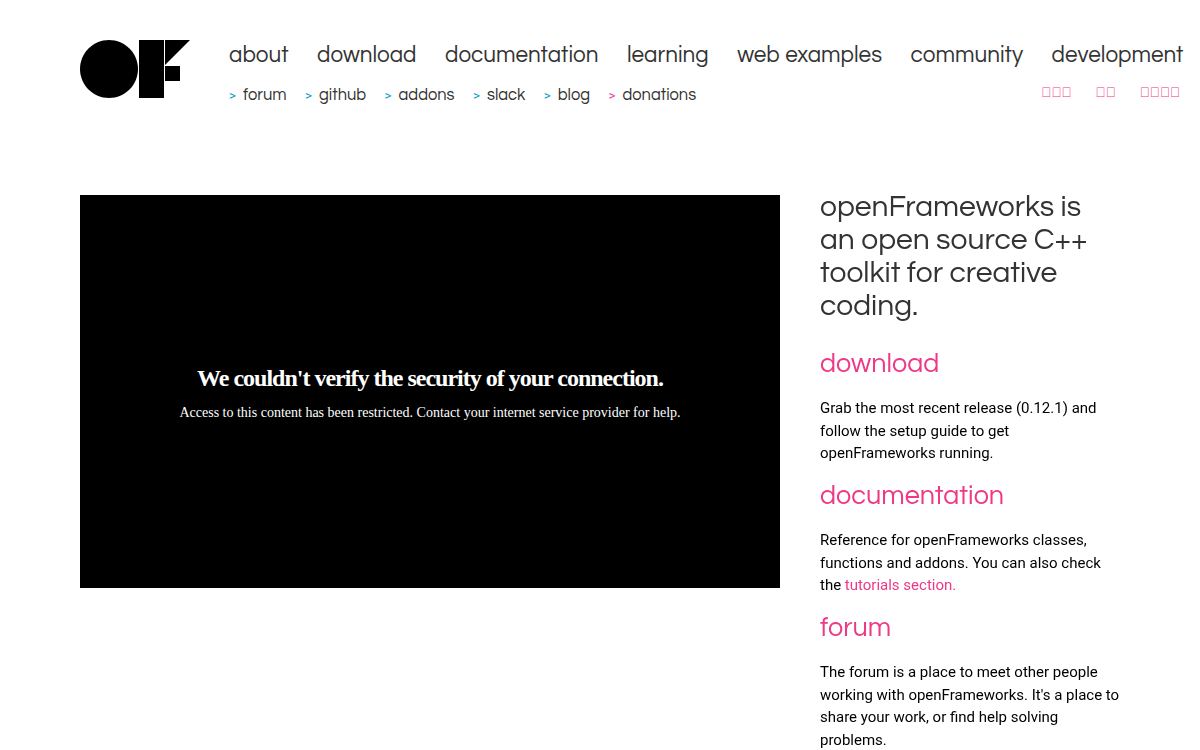 OF
about download documentation learning web examples community development
> forum > github > addons > slack > blog > donations
We couldn't verify the security of your connection.
Access to this content has been restricted. Contact your internet service provider for help.
openFrameworks is
an open source C++
toolkit for creative
coding.
download
Grab the most recent release (0.12.1) and
follow the setup guide to get
openFrameworks running.
documentation
Reference for openFrameworks classes,
functions and addons. You can also check
the tutorials section.
forum
The forum is a place to meet other people
working with openFrameworks. It's a place to
share your work, or find help solving
problems.